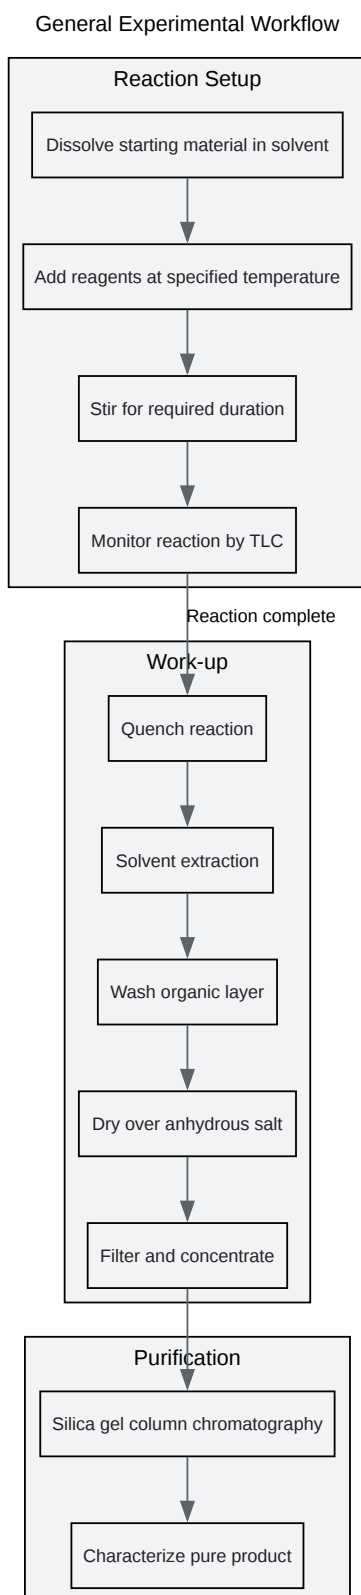 General Experimental Workflow
Reaction Setup
Dissolve starting material in solvent
Add reagents at specified temperature
Stir for required duration
Monitor reaction by TLC
Reaction complete
Work-up
Quench reaction
Solvent extraction
Wash organic layer
Dry over anhydrous salt
Filter and concentrate
Purification
Silica gel column chromatography
Characterize pure product